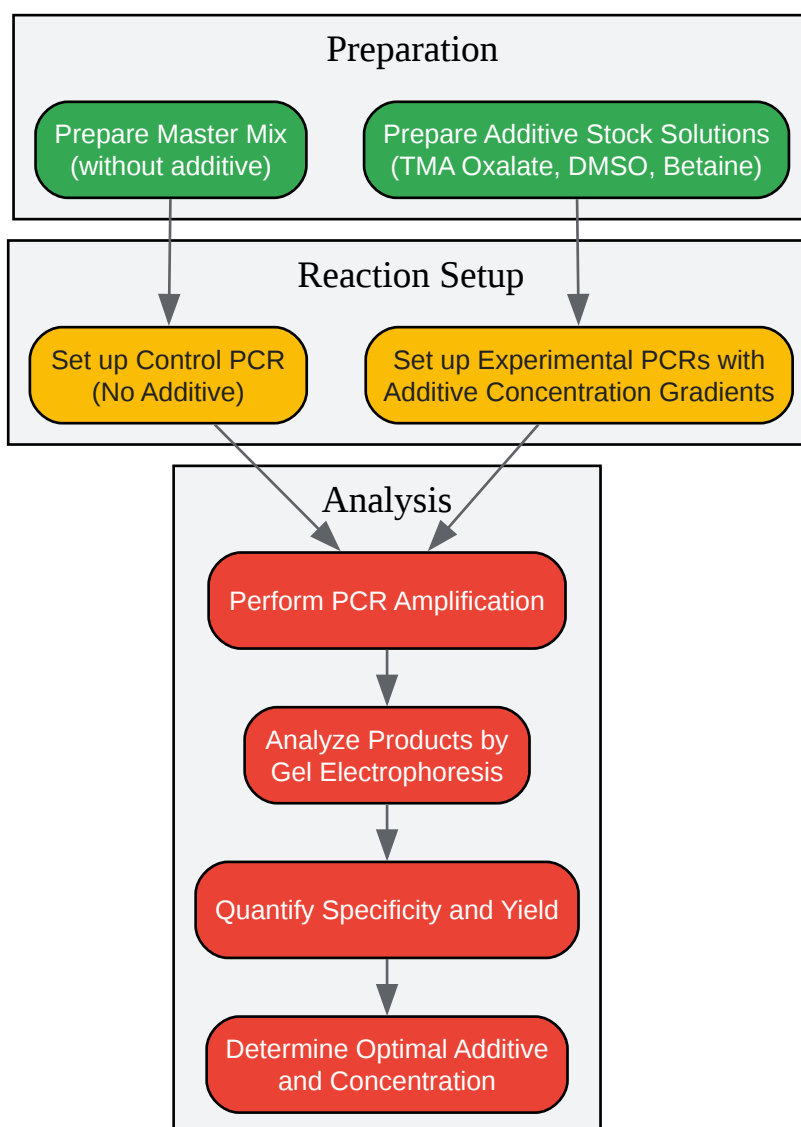 Preparation
Prepare Master Mix
(without additive)
Prepare Additive Stock Solutions
(TMA Oxalate, DMSO, Betaine)
Reaction Setup
Set up Control PCR
(No Additive)
Set up Experimental PCRs with
Additive Concentration Gradients
Analysis
Perform PCR Amplification
Analyze Products by
Gel Electrophoresis
Quantify Specificity and Yield
Determine Optimal Additive
and Concentration